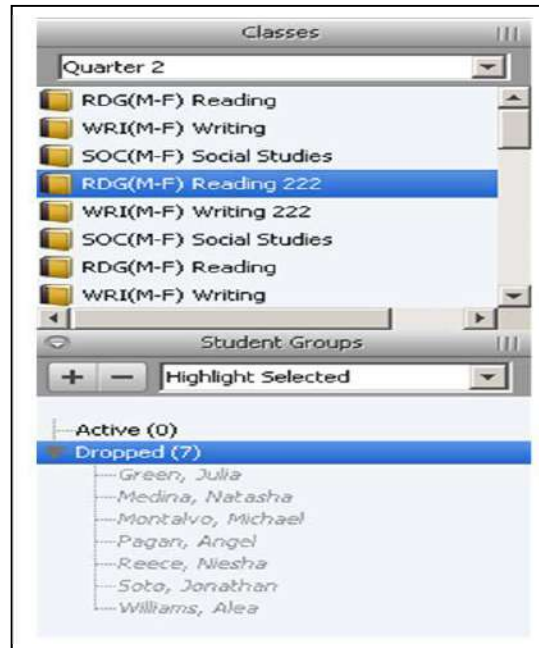 Classes
Quarter 2
RDG(M-F) Reading
WRI(M-F) Writing
SOC(M-F) Social Studies
RDG(M-F) Reading 222
WRI(M-F) Writing 222
SOC(M-F) Social Studies
RDG(M-F) Reading
WRI(M-F) Writing
Student Groups
+ − Highlight Selected
Active (0)
Dropped (7)
Green, Julia
Medina, Natasha
Montalvo, Michael
Pagan, Angel
Reece, Niesha
Soto, Jonathan
Williams, Alea